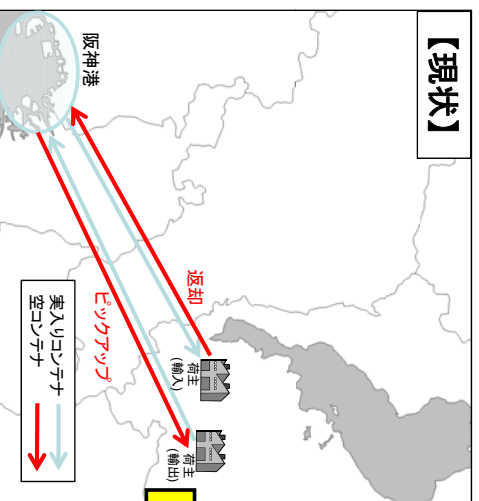 【現状】
阪神港
返却
荷主
(輸入)
ピックアップ
荷主
(輸出)
実入りコンテナ
空コンテナ